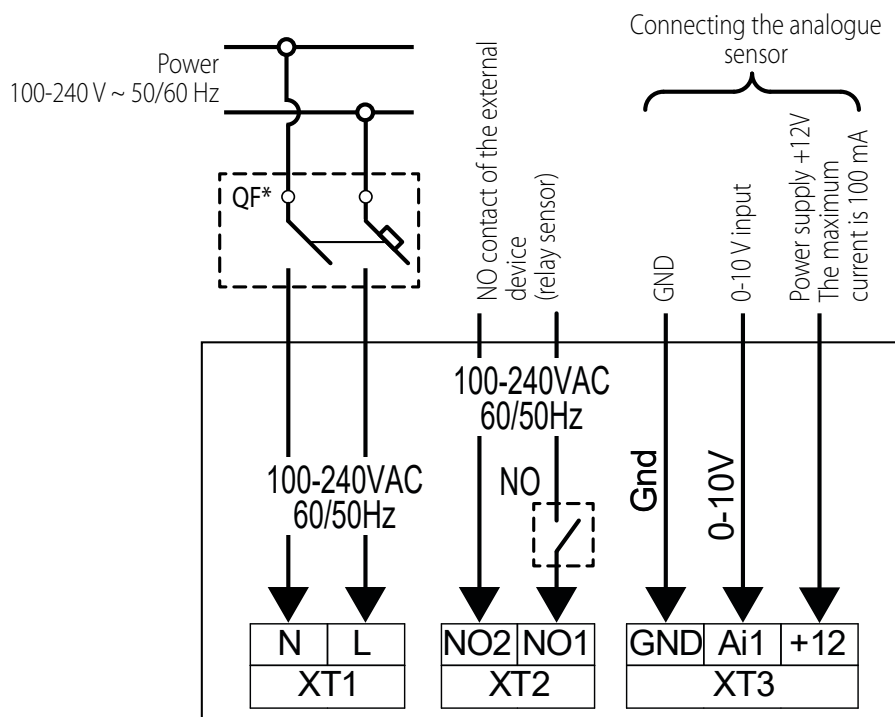 Connecting the analogue
sensor
Power
100-240 V ~ 50/60 Hz
QF*
NO contact of the external
device
(relay sensor)
GND
0-10 V input
Power supply +12V
The maximum
current is 100 mA
100-240VAC
60/50Hz
100-240VAC
60/50Hz
NO
Gnd
0-10V
N L
XT1
NO2 NO1
XT2
GND Ai1 +12
XT3